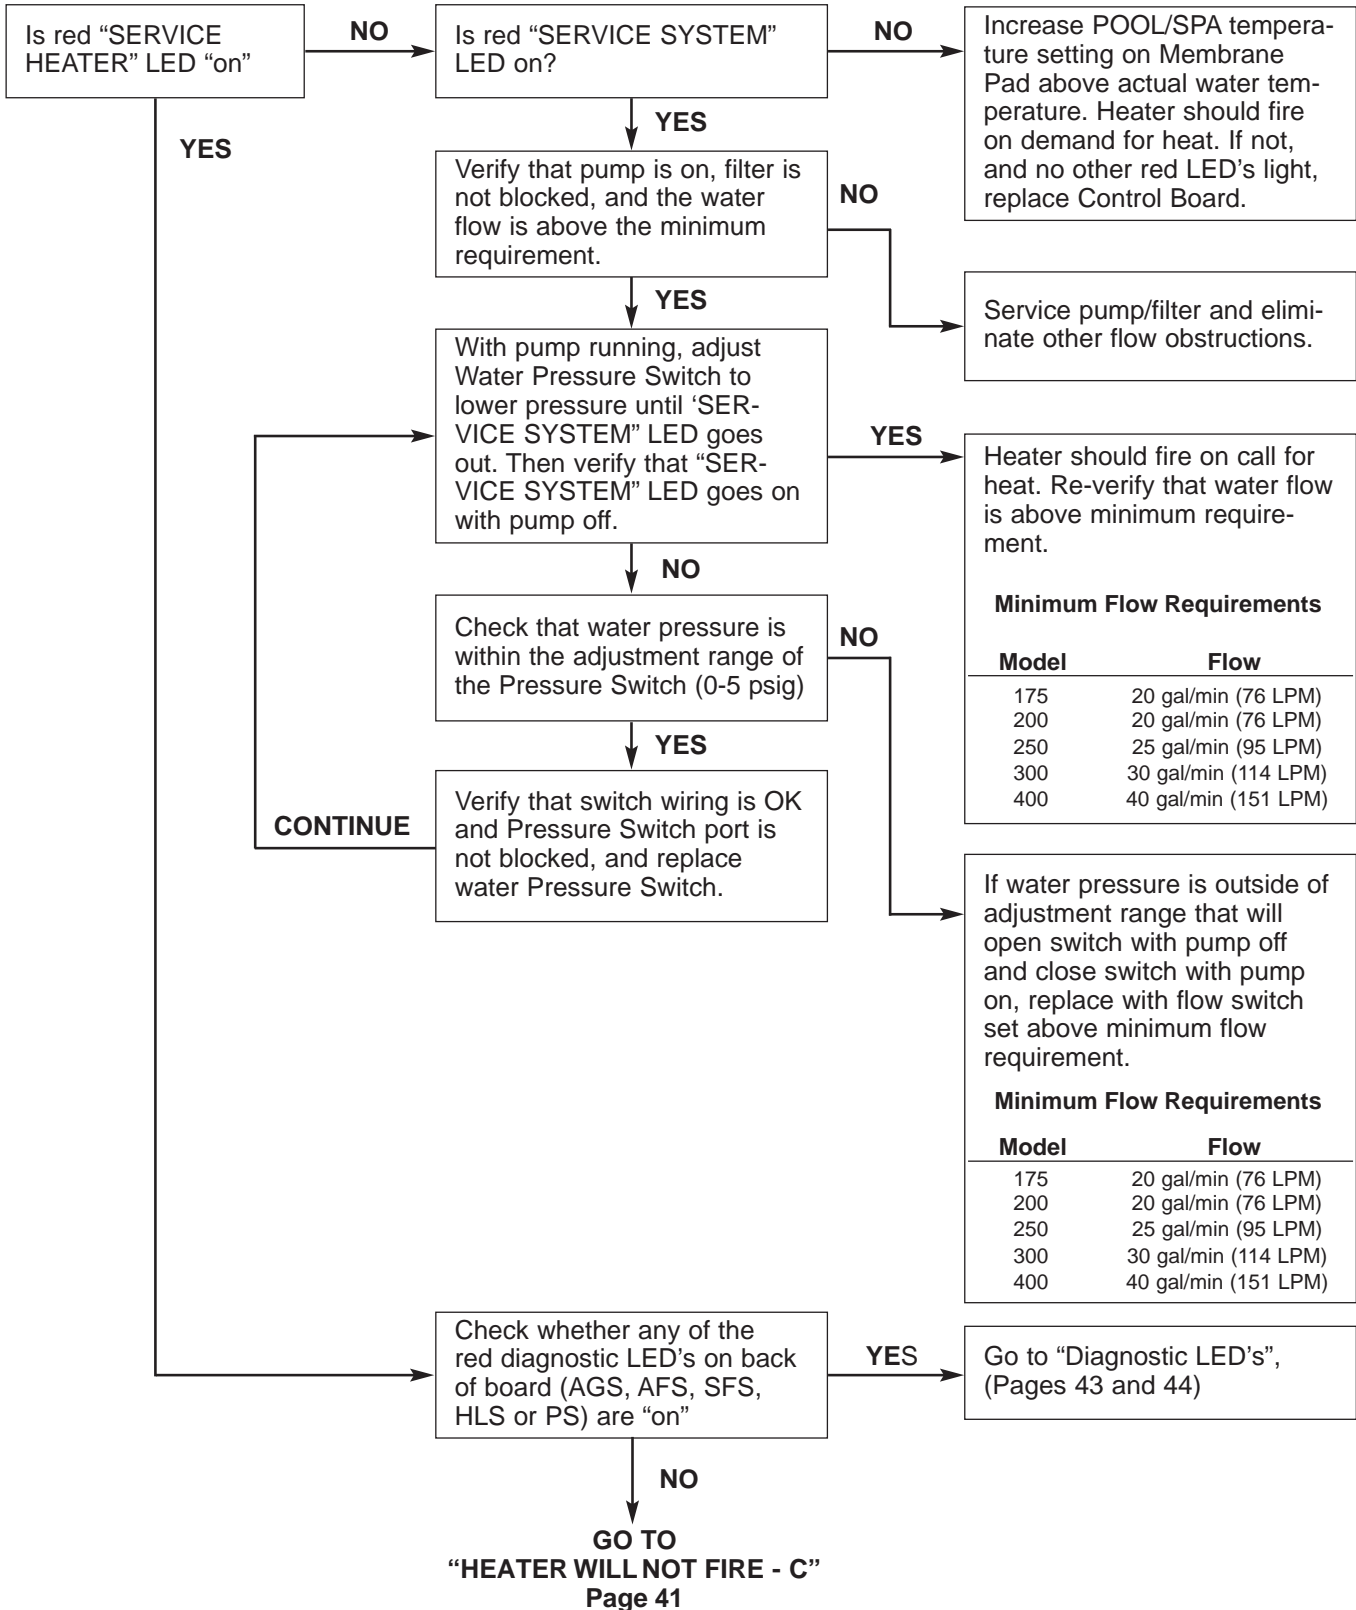 Is red “SERVICE
HEATER” LED “on”
NO
Is red “SERVICE SYSTEM”
LED on?
NO
Increase POOL/SPA tempera-
ture setting on Membrane
Pad above actual water tem-
perature. Heater should fire
on demand for heat. If not,
and no other red LED's light,
replace Control Board.
YES
YES
Verify that pump is on, filter is
not blocked, and the water
flow is above the minimum
requirement.
NO
Service pump/filter and elimi-
nate other flow obstructions.
YES
With pump running, adjust
Water Pressure Switch to
lower pressure until ‘SER-
VICE SYSTEM” LED goes
out. Then verify that “SER-
VICE SYSTEM” LED goes on
with pump off.
YES
Heater should fire on call for
heat. Re-verify that water flow
is above minimum require-
ment.
Minimum Flow Requirements
Model Flow
175 20 gal/min (76 LPM)
200 20 gal/min (76 LPM)
250 25 gal/min (95 LPM)
300 30 gal/min (114 LPM)
400 40 gal/min (151 LPM)
NO
Check that water pressure is
within the adjustment range of
the Pressure Switch (0-5 psig)
NO
YES
Verify that switch wiring is OK
and Pressure Switch port is
not blocked, and replace
water Pressure Switch.
CONTINUE
If water pressure is outside of
adjustment range that will
open switch with pump off
and close switch with pump
on, replace with flow switch
set above minimum flow
requirement.
Minimum Flow Requirements
Model Flow
175 20 gal/min (76 LPM)
200 20 gal/min (76 LPM)
250 25 gal/min (95 LPM)
300 30 gal/min (114 LPM)
400 40 gal/min (151 LPM)
Check whether any of the
red diagnostic LED's on back
of board (AGS, AFS, SFS,
HLS or PS) are “on”
YES
Go to “Diagnostic LED's”,
(Pages 43 and 44)
NO
GO TO
“HEATER WILL NOT FIRE - C”
Page 41